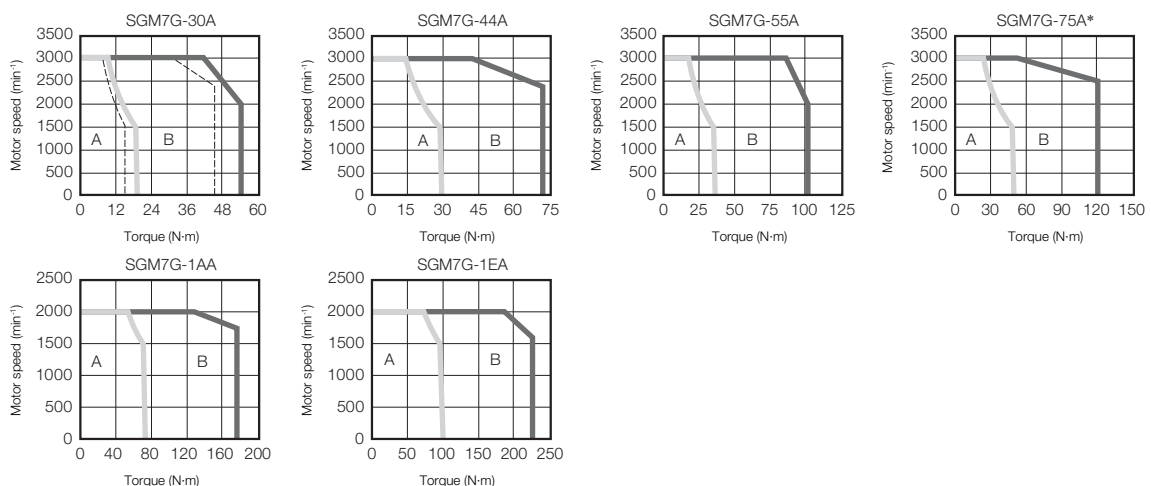 SGM7G-30A
3500
3000
2500
2000
1500
1000
500
0
Motor speed (min⁻¹)
A
B
0 12 24 36 48 60
Torque (N·m)
SGM7G-44A
3500
3000
2500
2000
1500
1000
500
0
Motor speed (min⁻¹)
A
B
0 15 30 45 60 75
Torque (N·m)
SGM7G-55A
3500
3000
2500
2000
1500
1000
500
0
Motor speed (min⁻¹)
A
B
0 25 50 75 100 125
Torque (N·m)
SGM7G-75A*
3500
3000
2500
2000
1500
1000
500
0
Motor speed (min⁻¹)
A
B
0 30 60 90 120 150
Torque (N·m)
SGM7G-1AA
2500
2000
1500
1000
500
0
Motor speed (min⁻¹)
A
B
0 40 80 120 160 200
Torque (N·m)
SGM7G-1EA
2500
2000
1500
1000
500
0
Motor speed (min⁻¹)
A
B
0 50 100 150 200 250
Torque (N·m)